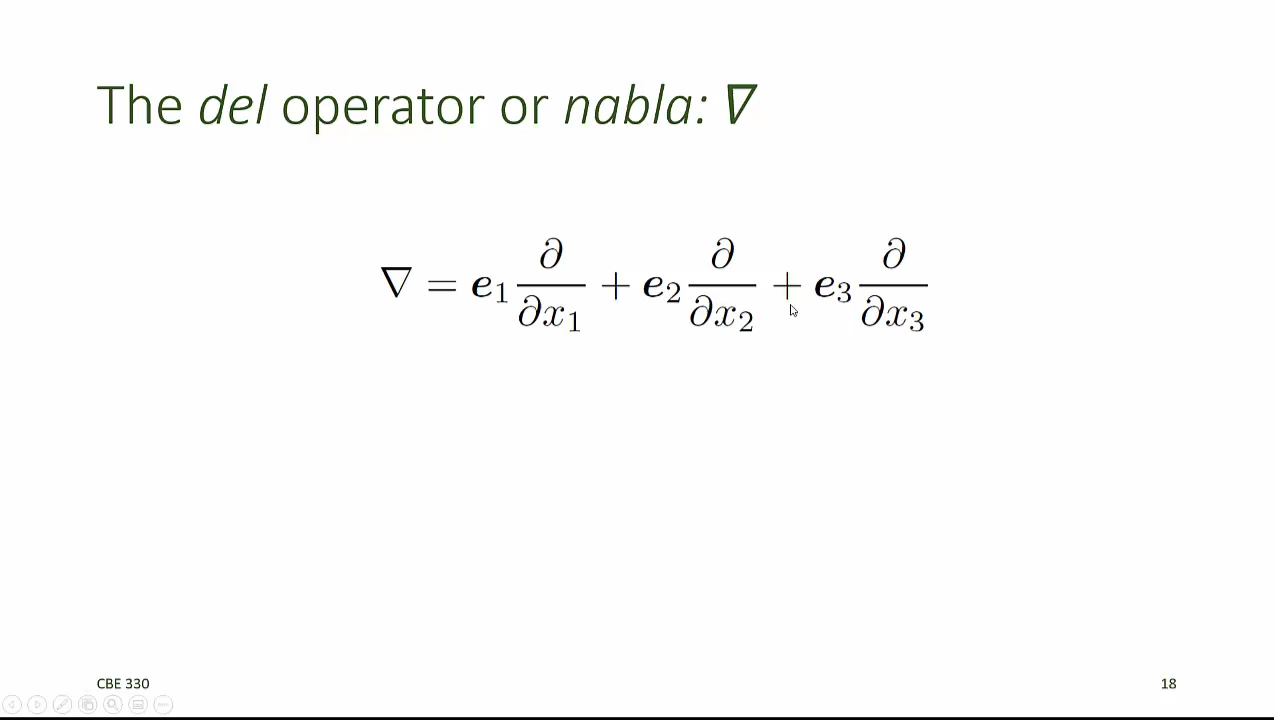 The del operator or nabla: ∇
∇ = e₁ ∂/∂x₁ + e₂ ∂/∂x₂ + e₃ ∂/∂x₃
CBE 330
18